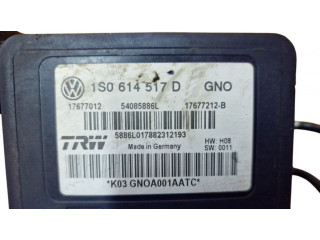 1S0 614 517 D GNO
17677012 54085886L 17677212-B
TRW 5886L017882312193
Made in Germany
HW: H08
SW: 0011
*K03 GNOA001AATC*